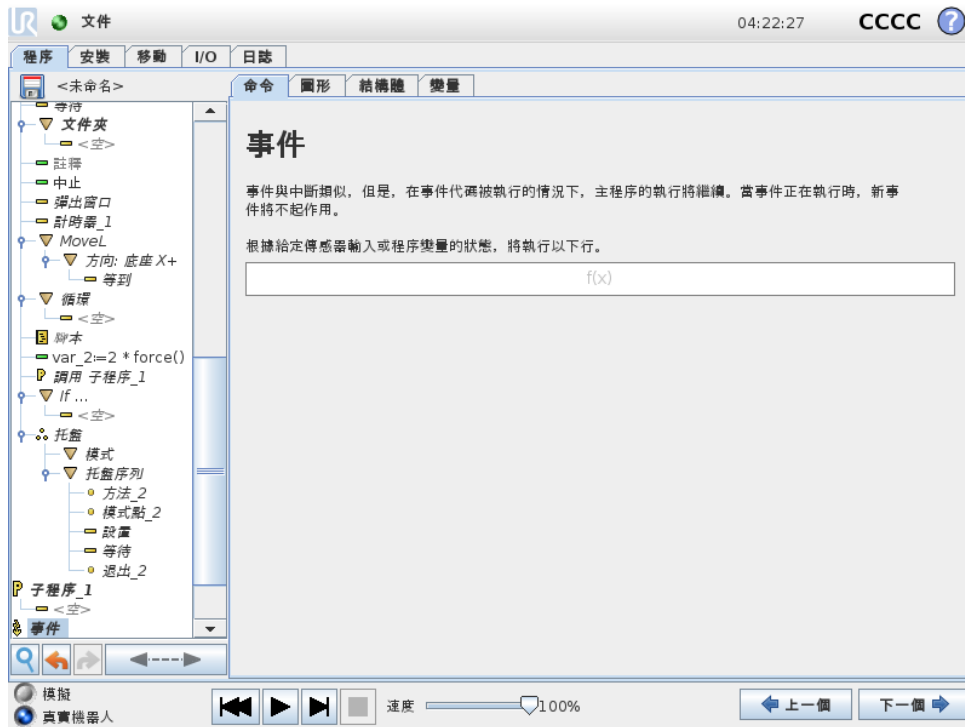 UR 文件 04:22:27 CCCC ?
程序 安裝 移動 I/O 日誌
<未命名>
命令 圖形 結構體 變量
等待
文件夾
<空>
註釋
中止
彈出窗口
計時器_1
MoveL
方向: 底座 X+
等到
循環
<空>
腳本
var_2:=2 * force()
調用 子程序_1
If ...
<空>
托盤
模式
托盤序列
方法_2
模式點_2
設置
等待
退出_2
子程序_1
<空>
事件
事件
事件與中斷類似，但是，在事件代碼被執行的情況下，主程序的執行將繼續。當事件正在執行時，新事
件將不起作用。
根據給定傳感器輸入或程序變量的狀態，將執行以下行。
f(x)
模擬
真實機器人
速度 100%
上一個 下一個